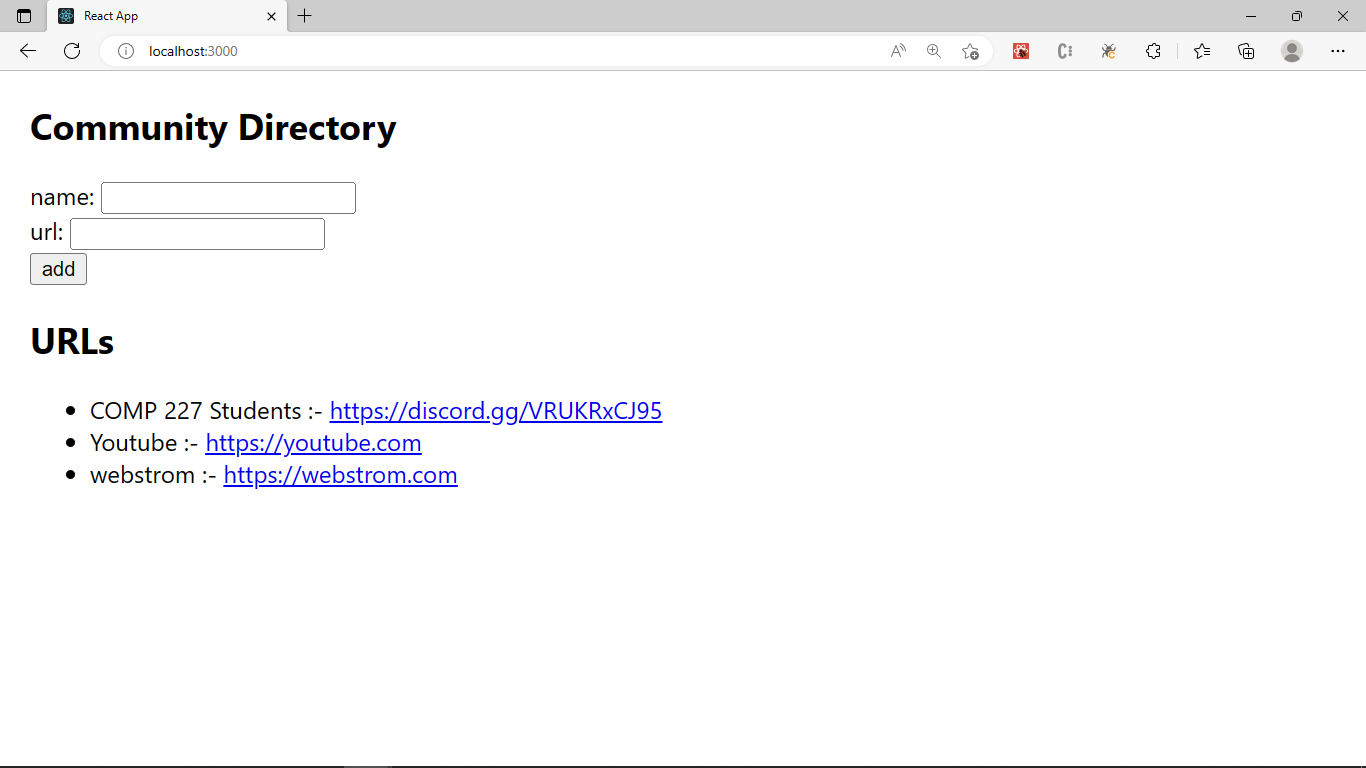 React App
localhost:3000
Community Directory
name:
url:
add
URLs
COMP 227 Students :- https://discord.gg/VRUKRxCJ95
Youtube :- https://youtube.com
webstrom :- https://webstrom.com